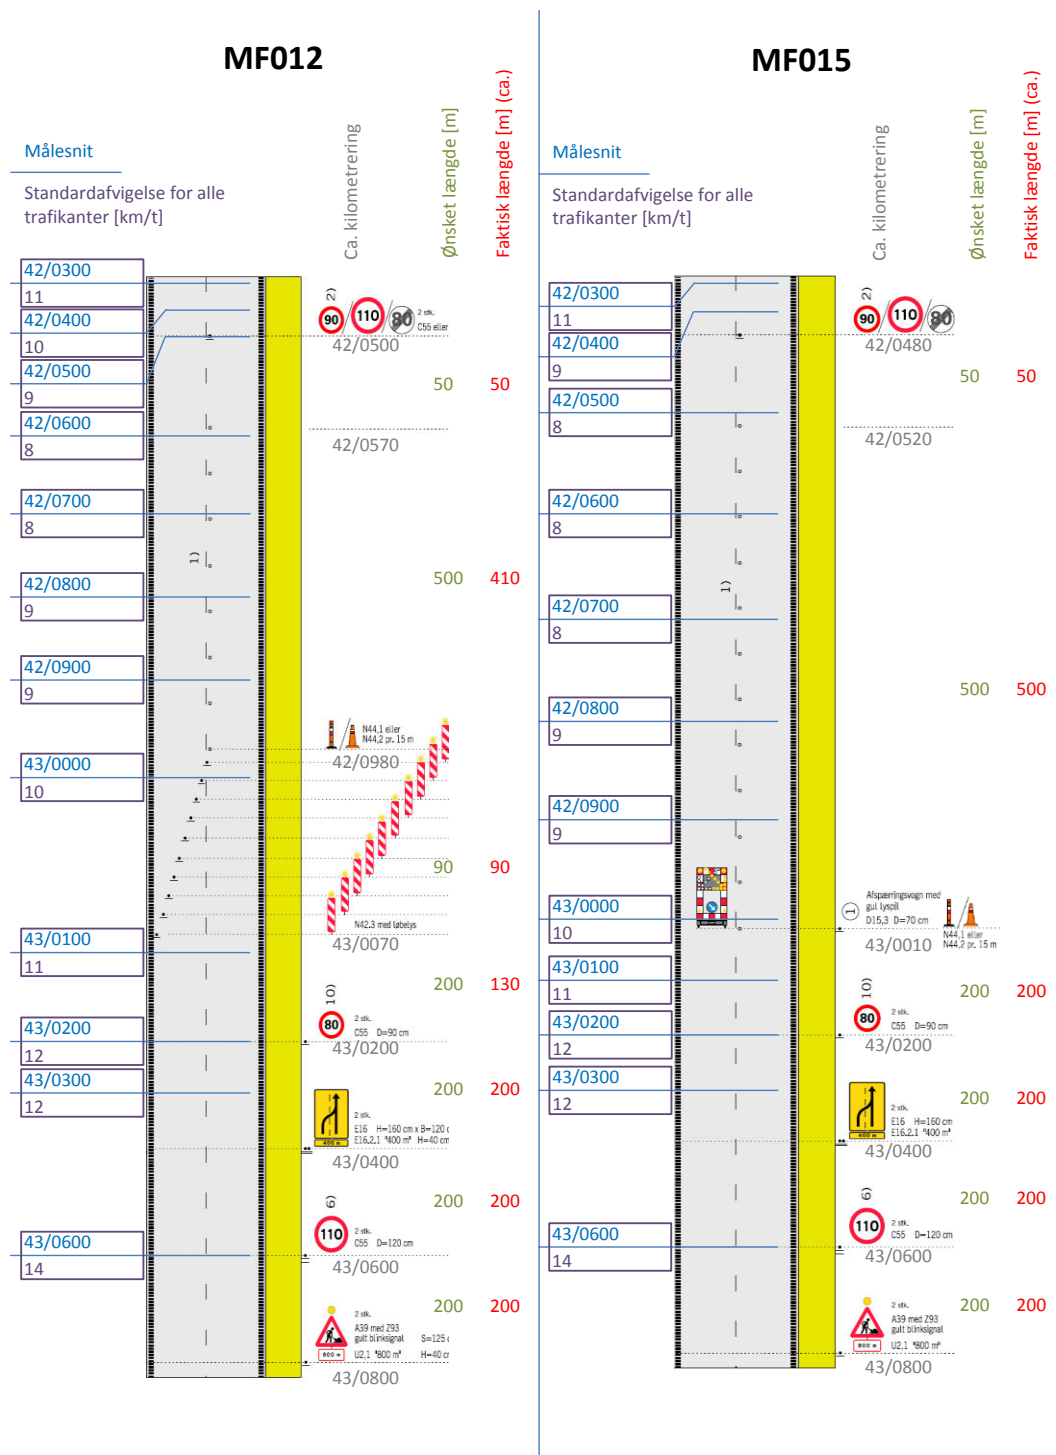 MF012
Målesnit
Standardafvigelse for alle
trafikanter [km/t]
Ca. kilometrering
Ønsket længde [m]
Faktisk længde [m] (ca.)
42/0300
11
42/0400
10
42/0500
9
42/0600
8
42/0700
8
42/0800
9
42/0900
9
43/0000
10
43/0100
11
43/0200
12
43/0300
12
43/0600
14
1)
2)
90
110
80
2 stk.
C55 eller
42/0500
50 50
42/0570
500 410
N44,1 eller
N44,2 pr. 15 m
42/0980
90 90
N42.3 med løbelys
43/0070
200 130
10)
80
2 stk.
C55 D=90 cm
43/0200
200 200
400 m
2 stk.
E16 H=160 cm x B=120 c
E16.2.1 "400 m" H=40 cm
43/0400
200 200
6)
110
2 stk.
C55 D=120 cm
43/0600
200 200
800 m
2 stk.
A39 med Z93
gult blinksignal S=125 c
U2,1 "800 m" H=40 cm
43/0800
MF015
Målesnit
Standardafvigelse for alle
trafikanter [km/t]
Ca. kilometrering
Ønsket længde [m]
Faktisk længde [m] (ca.)
42/0300
11
42/0400
9
42/0500
8
42/0600
8
42/0700
8
42/0800
9
42/0900
9
43/0000
10
43/0100
11
43/0200
12
43/0300
12
43/0600
14
1)
2)
90
110
80
42/0480
50 50
42/0520
500 500
1
Afspærringsvogn med
gul lyspil
D15,3 D=70 cm
N44,1 eller
N44,2 pr. 15 m
43/0010
200 200
10)
80
2 stk.
C55 D=90 cm
43/0200
200 200
400 m
2 stk.
E16 H=160 cm
E16.2.1 "400 m"
43/0400
200 200
6)
110
2 stk.
C55 D=120 cm
43/0600
200 200
800 m
2 stk.
A39 med Z93
gult blinksignal
U2,1 "800 m"
43/0800